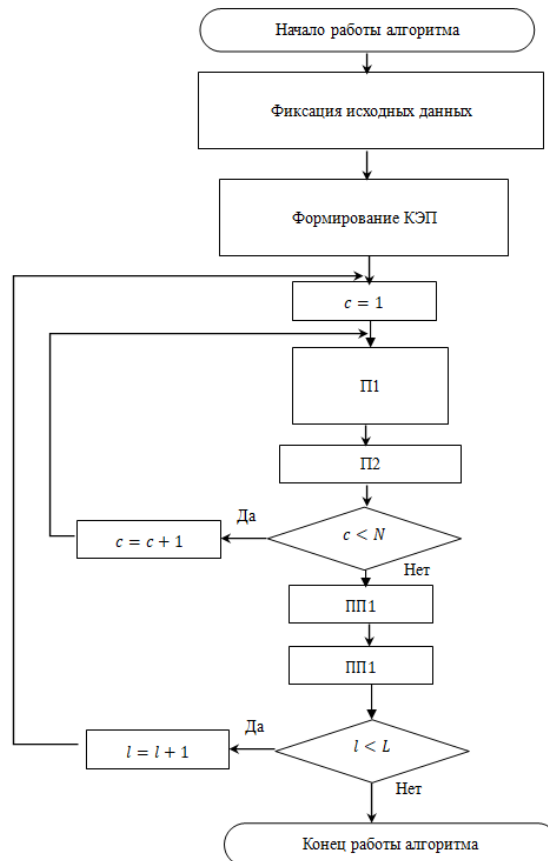 Начало работы алгоритма
Фиксация исходных данных
Формирование КЭП
c = 1
П1
П2
Да
c < N
c = c + 1
Нет
ПП1
ПП1
Да
l < L
l = l + 1
Нет
Конец работы алгоритма